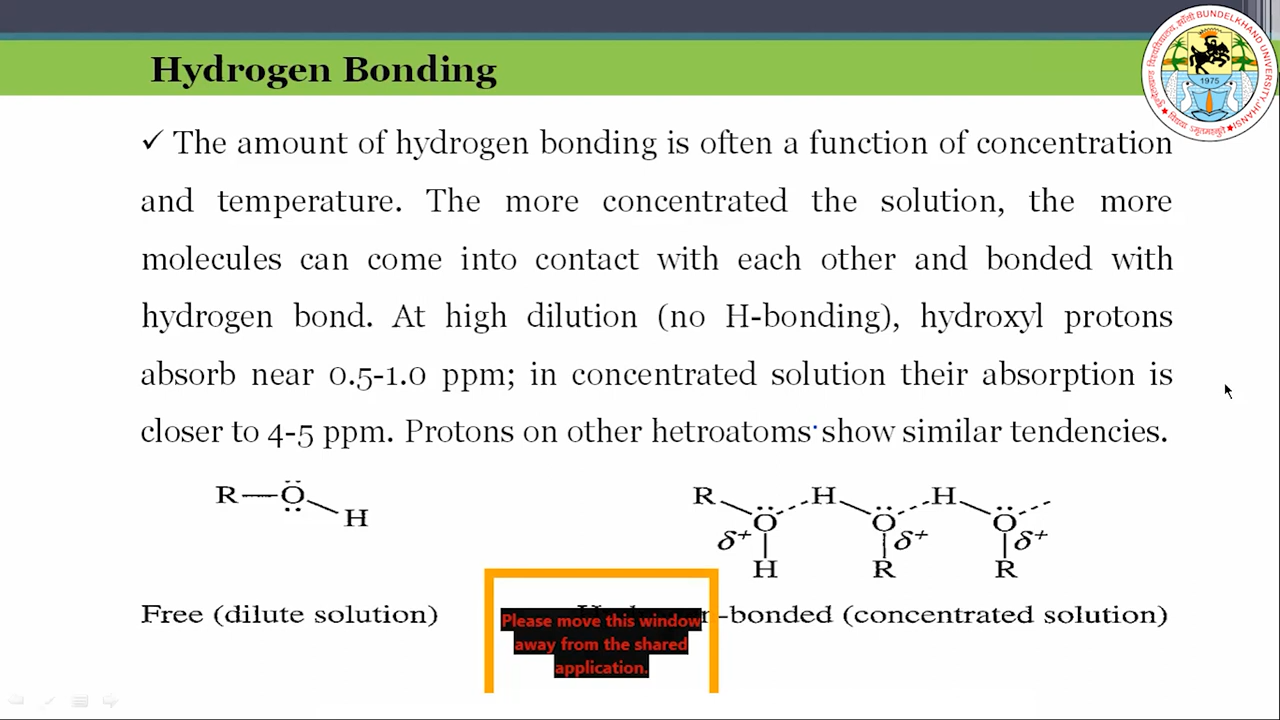 Hydrogen Bonding
BUNDELKHAND UNIVERSITY JHANSI
1975
✓ The amount of hydrogen bonding is often a function of concentration
and temperature. The more concentrated the solution, the more
molecules can come into contact with each other and bonded with
hydrogen bond. At high dilution (no H-bonding), hydroxyl protons
absorb near 0.5-1.0 ppm; in concentrated solution their absorption is
closer to 4-5 ppm. Protons on other hetroatoms show similar tendencies.
R—O
H
R H H
O O O
δ+ δ+ δ+
H R R
Free (dilute solution)
-bonded (concentrated solution)
Please move this window
away from the shared
application.